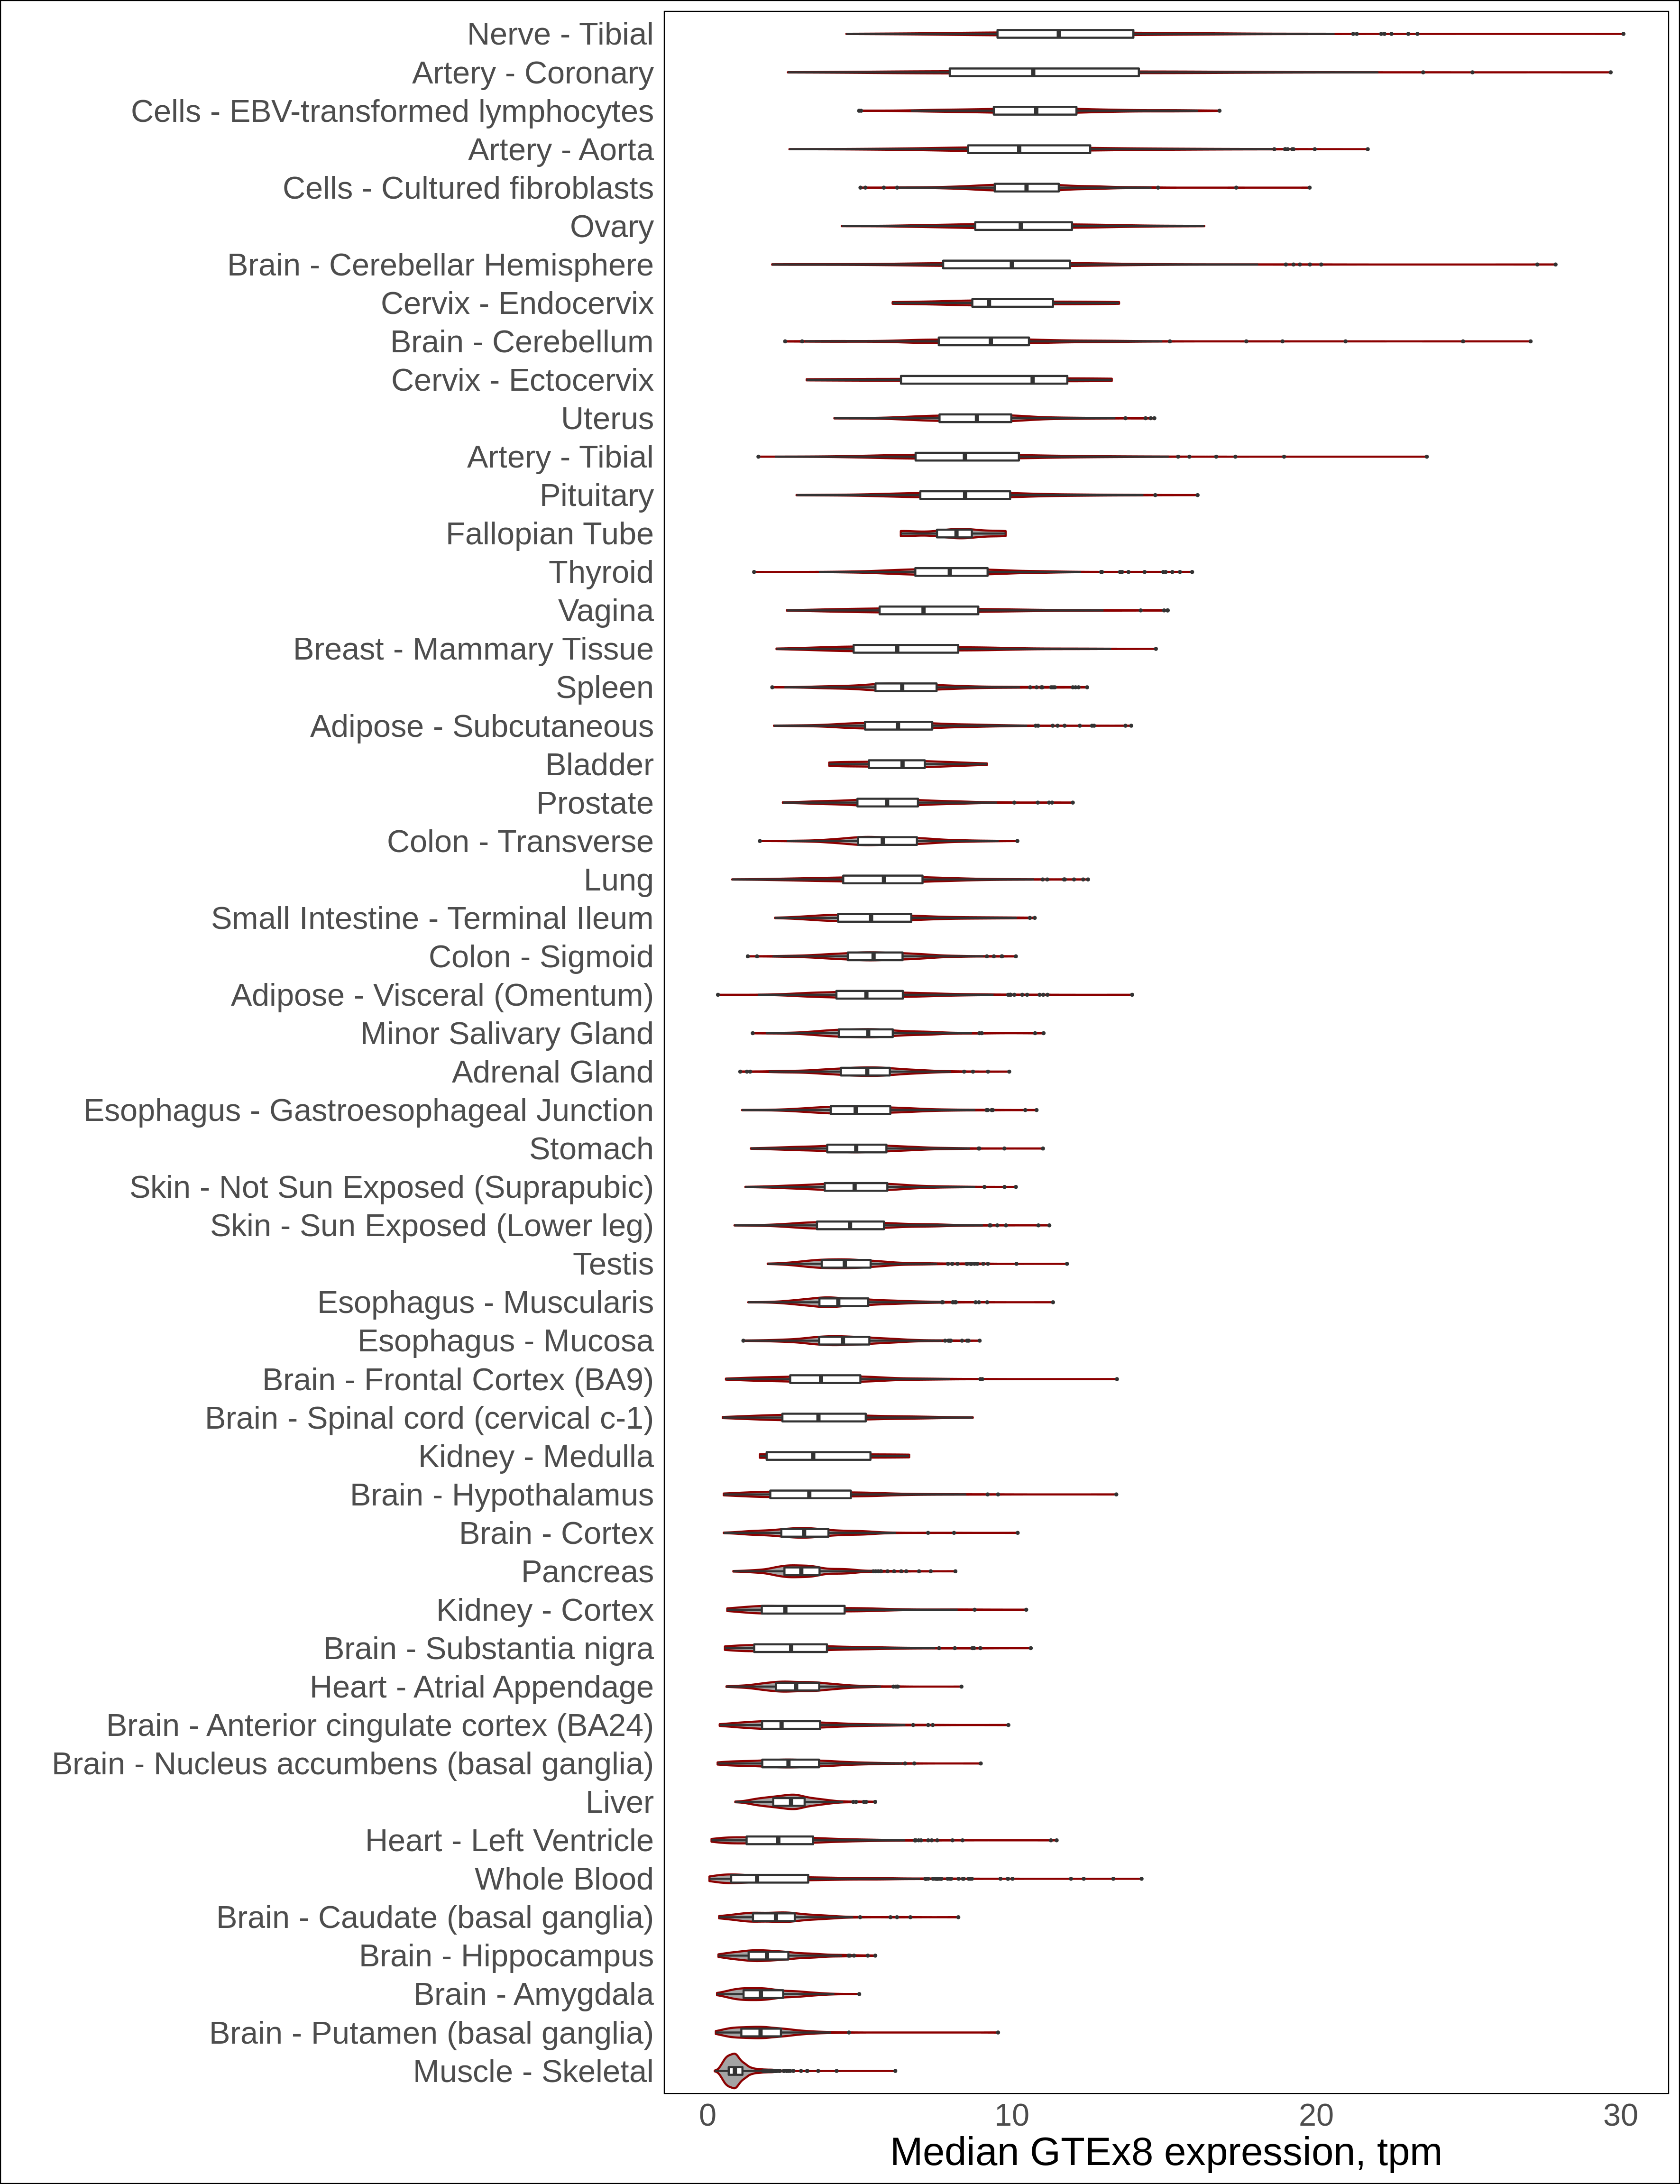 Nerve - Tibial
Artery - Coronary
Cells - EBV-transformed lymphocytes
Artery - Aorta
Cells - Cultured fibroblasts
Ovary
Brain - Cerebellar Hemisphere
Cervix - Endocervix
Brain - Cerebellum
Cervix - Ectocervix
Uterus
Artery - Tibial
Pituitary
Fallopian Tube
Thyroid
Vagina
Breast - Mammary Tissue
Spleen
Adipose - Subcutaneous
Bladder
Prostate
Colon - Transverse
Lung
Small Intestine - Terminal Ileum
Colon - Sigmoid
Adipose - Visceral (Omentum)
Minor Salivary Gland
Adrenal Gland
Esophagus - Gastroesophageal Junction
Stomach
Skin - Not Sun Exposed (Suprapubic)
Skin - Sun Exposed (Lower leg)
Testis
Esophagus - Muscularis
Esophagus - Mucosa
Brain - Frontal Cortex (BA9)
Brain - Spinal cord (cervical c-1)
Kidney - Medulla
Brain - Hypothalamus
Brain - Cortex
Pancreas
Kidney - Cortex
Brain - Substantia nigra
Heart - Atrial Appendage
Brain - Anterior cingulate cortex (BA24)
Brain - Nucleus accumbens (basal ganglia)
Liver
Heart - Left Ventricle
Whole Blood
Brain - Caudate (basal ganglia)
Brain - Hippocampus
Brain - Amygdala
Brain - Putamen (basal ganglia)
Muscle - Skeletal
0 10 20 30
Median GTEx8 expression, tpm